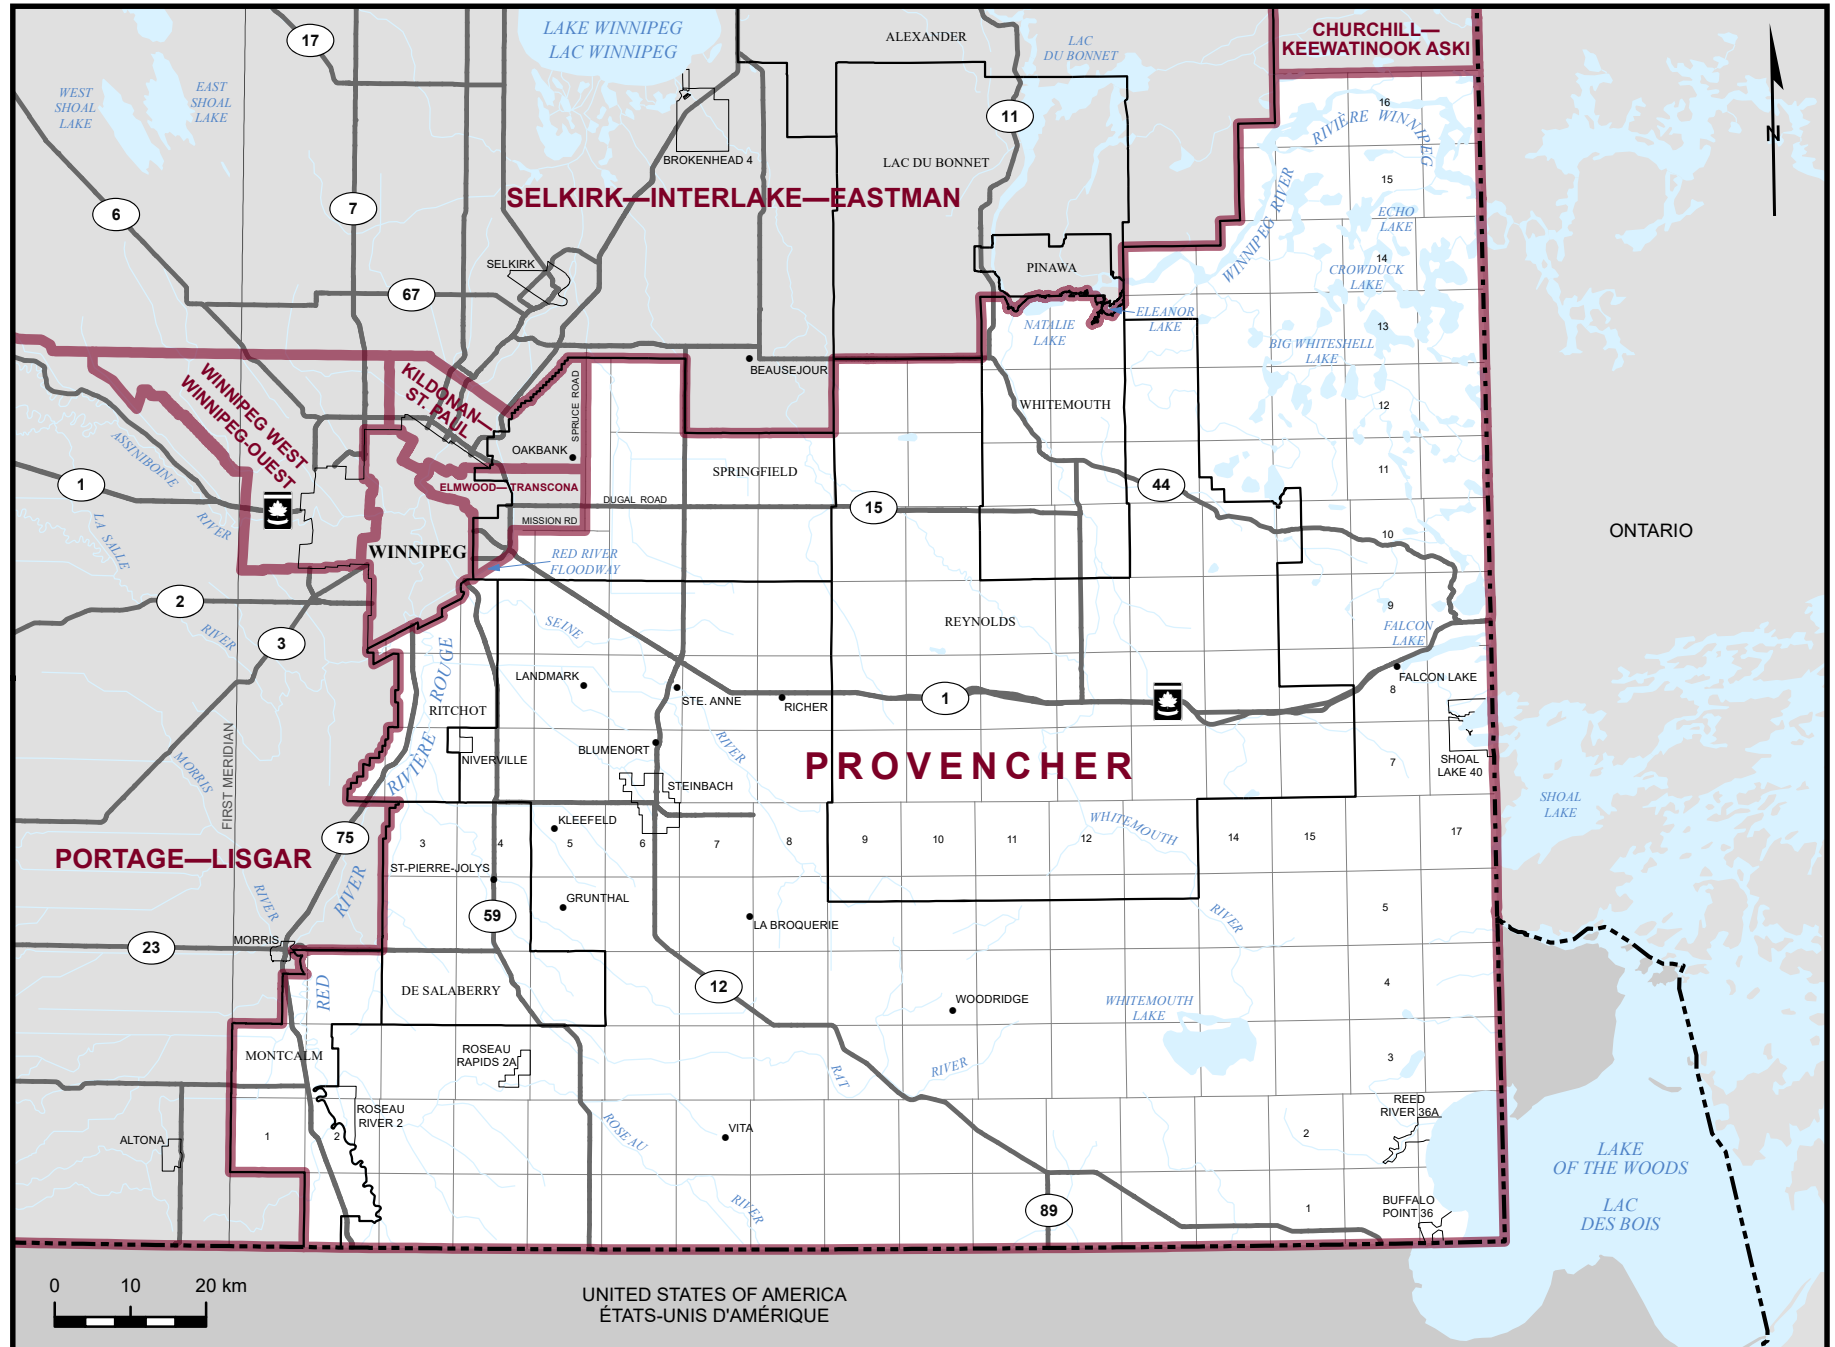 LAKE WINNIPEG
LAC WINNIPEG
ALEXANDER
LAC
DU BONNET
CHURCHILL—
KEEWATINOOK ASKI
17
WEST
SHOAL
LAKE
EAST
SHOAL
LAKE
11
16
RIVIÈRE WINNIPEG
N
BROKENHEAD 4
LAC DU BONNET
15
SELKIRK—INTERLAKE—EASTMAN
6
7
ECHO
LAKE
WINNIPEG RIVER
SELKIRK
PINAWA
14
CROWDUCK
LAKE
67
ELEANOR
LAKE
NATALIE
LAKE
13
BIG WHITESHELL
LAKE
BEAUSEJOUR
WINNIPEG WEST
WINNIPEG-OUEST
KILDONAN—
ST. PAUL
SPRUCE ROAD
WHITEMOUTH
12
ASSINIBOINE
RIVER
OAKBANK
SPRINGFIELD
11
1
ELMWOOD—TRANSCONA
44
DUGAL ROAD
15
MISSION RD
LA SALLE
RIVER
10
ONTARIO
WINNIPEG
RED RIVER
FLOODWAY
2
9
3
SEINE
RIVER
REYNOLDS
FALCON
LAKE
RIVIÈRE ROUGE
LANDMARK
STE. ANNE
RICHER
1
FALCON LAKE
8
RITCHOT
FIRST MERIDIAN
MORRIS
RIVER
NIVERVILLE
BLUMENORT
PROVENCHER
7
SHOAL
LAKE 40
STEINBACH
SHOAL
LAKE
75
KLEEFELD
WHITEMOUTH
RIVER
3
4
5
6
7
8
9
10
11
12
14
15
17
PORTAGE—LISGAR
ST-PIERRE-JOLYS
RED
RIVER
GRUNTHAL
59
LA BROQUERIE
5
23
MORRIS
DE SALABERRY
12
WOODRIDGE
WHITEMOUTH
LAKE
4
MONTCALM
ROSEAU
RAPIDS 2A
RAT
RIVER
3
ROSEAU
RIVER 2
ROSEAU
RIVER
REED
RIVER 36A
ALTONA
1
2
VITA
2
LAKE
OF THE WOODS
LAC
DES BOIS
89
1
BUFFALO
POINT 36
0 10 20 km
UNITED STATES OF AMERICA
ÉTATS-UNIS D'AMÉRIQUE